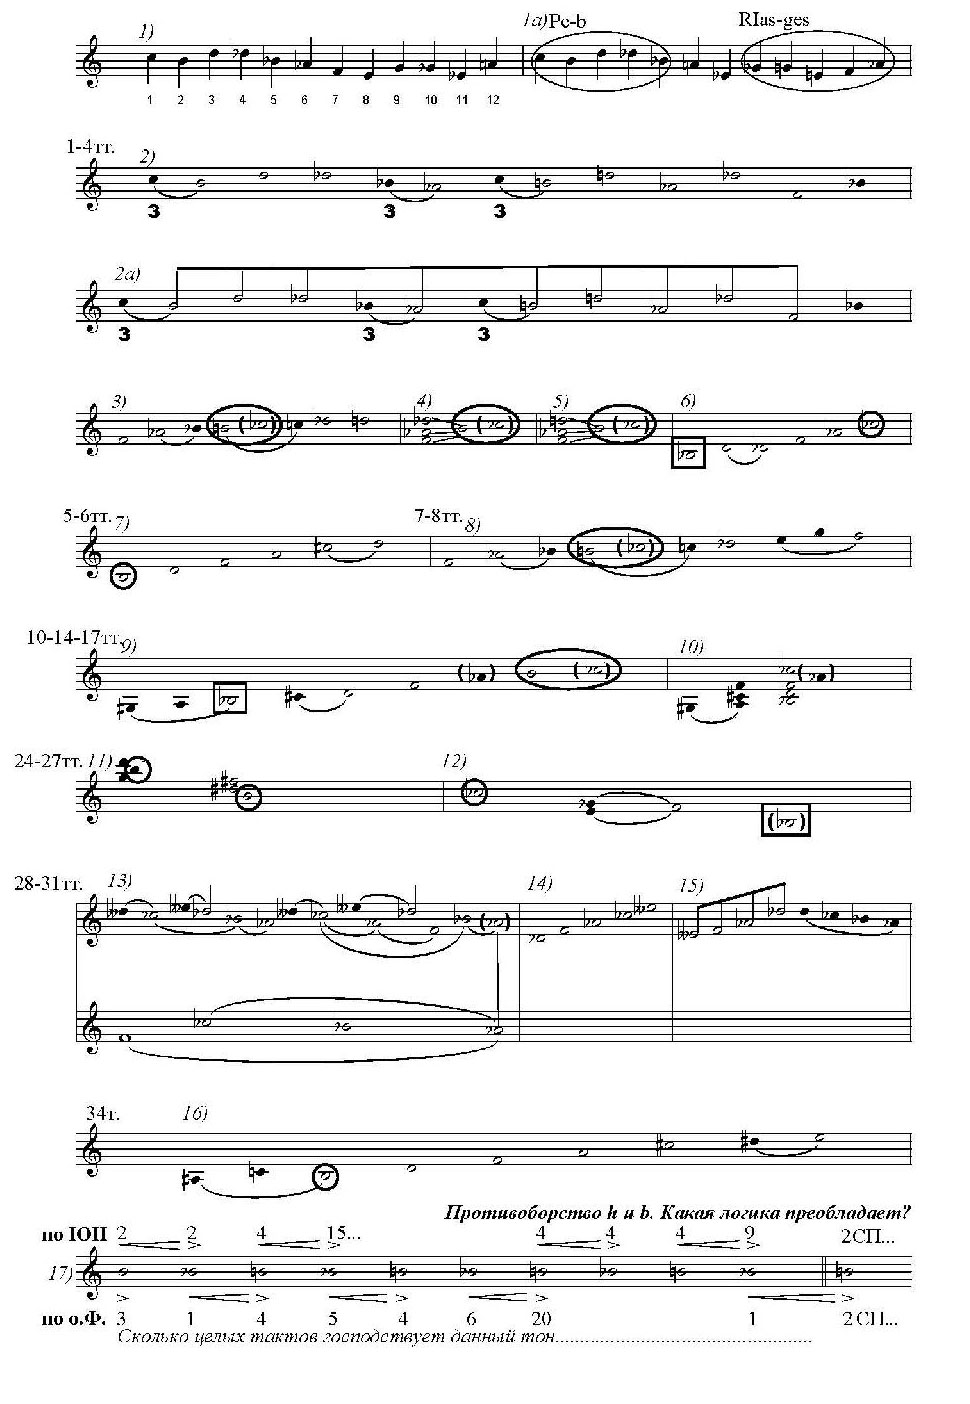 1)
1a)Pc-b
RIas-ges
1 2 3 4 5 6 7 8 9 10 11 12
1-4тт.
2)
3 3 3
2a)
3 3 3
3) 4) 5) 6)
5-6тт. 7)
7-8тт. 8)
10-14-17тт. 9)
10)
24-27тт. 11)
12)
28-31тт. 13)
14)
15)
34т.
16)
Противоборство h и b. Какая логика преобладает?
по ЮП 2 2 4 15... 4 4 4 9 2СП...
17)
по о.Ф. 3 1 4 5 4 6 20 1 2СП...
Сколько целых тактов господствует данный тон